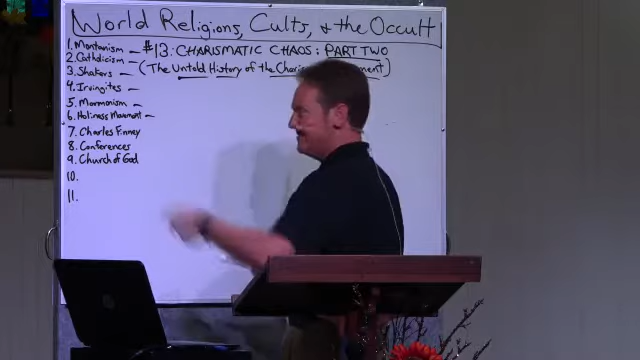 World Religions, Cults, & the Occult
#13: CHARISMATIC CHAOS: PART TWO
(The Untold History of the Charis ment)
1. Montanism –
2. Catholicism –
3. Shakers –
4. Irvingites –
5. Mormonism –
6. Holiness Movement –
7. Charles Finney
8. Conferences
9. Church of God
10.
11.